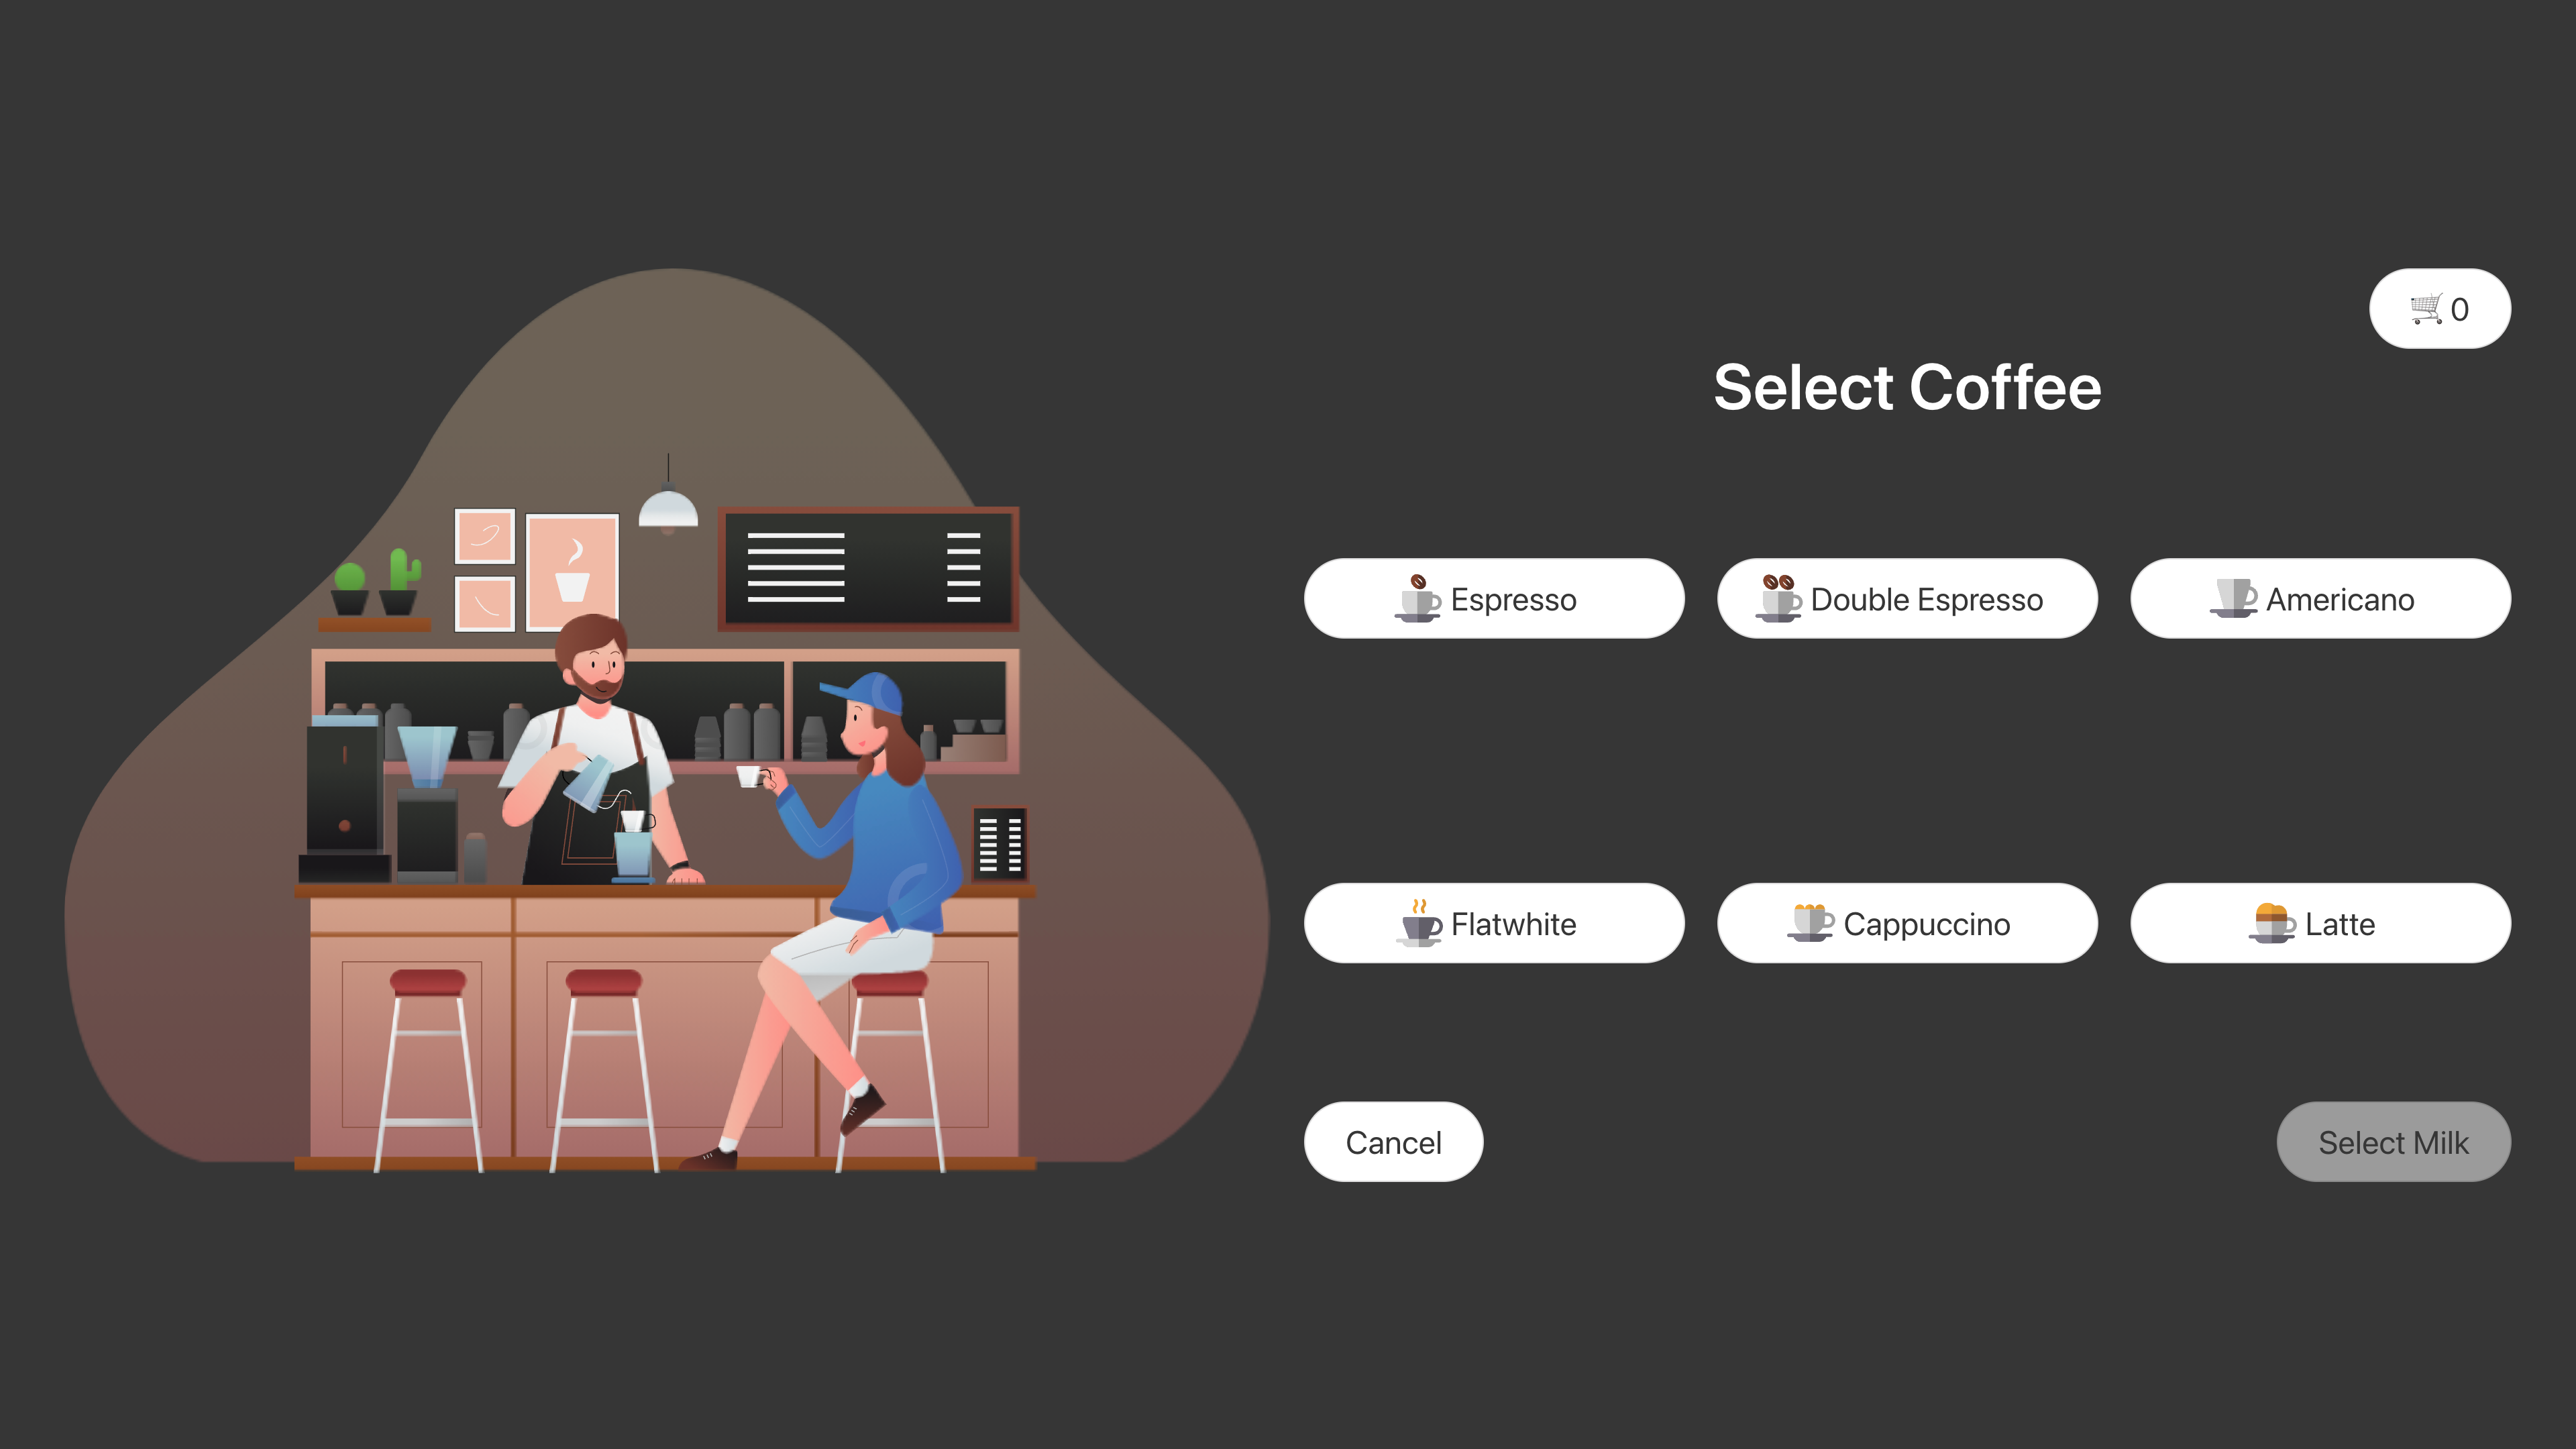 0
Select Coffee
Espresso
Double Espresso
Americano
Flatwhite
Cappuccino
Latte
Cancel
Select Milk